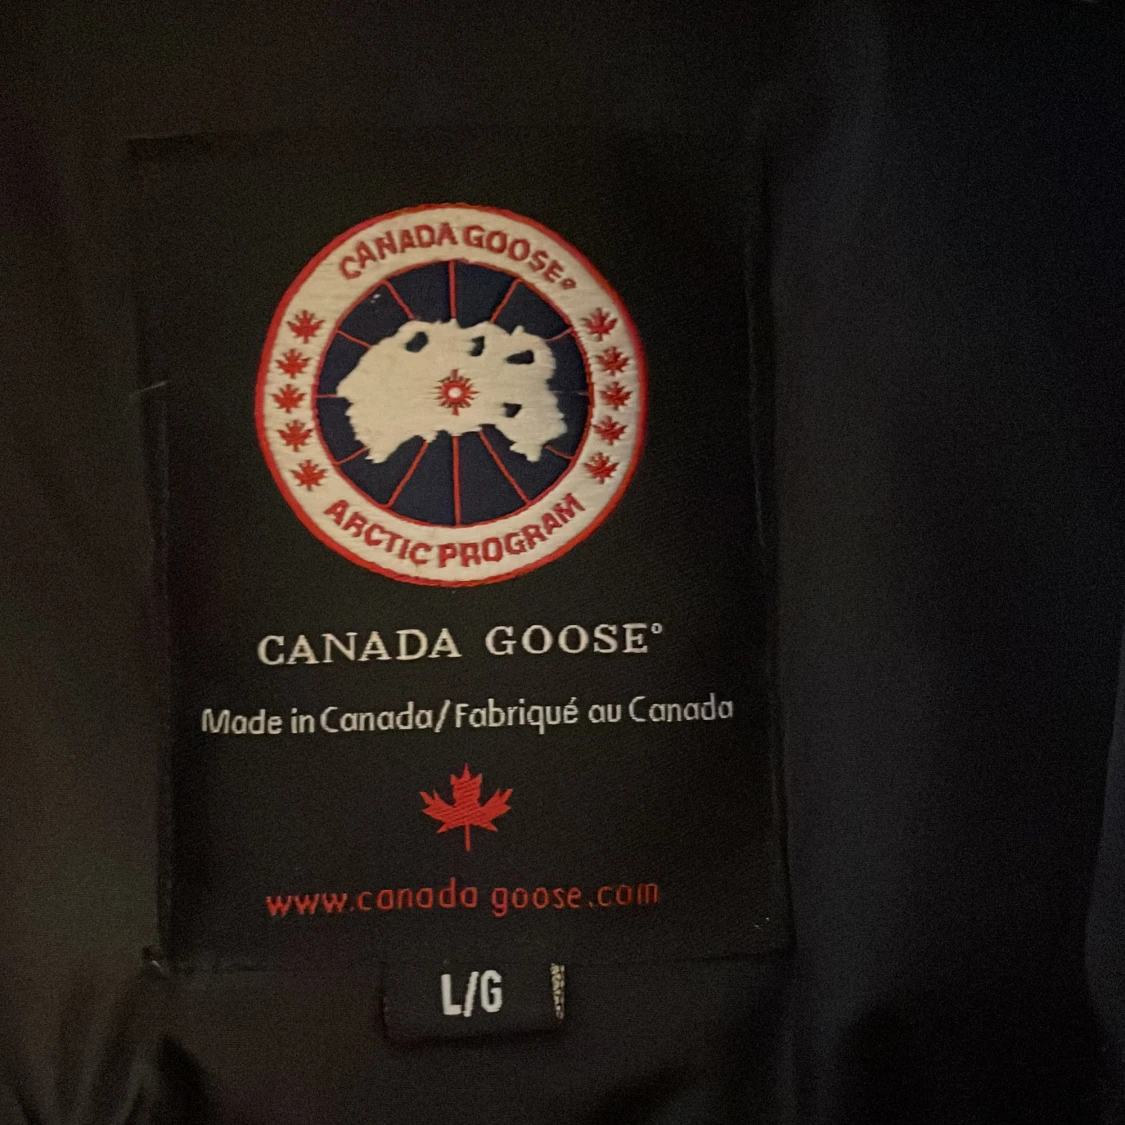 CANADA GOOSE®
ARCTIC PROGRAM
CANADA GOOSE®
Made in Canada/Fabriqué au Canada
www.canada goose.com
L/G